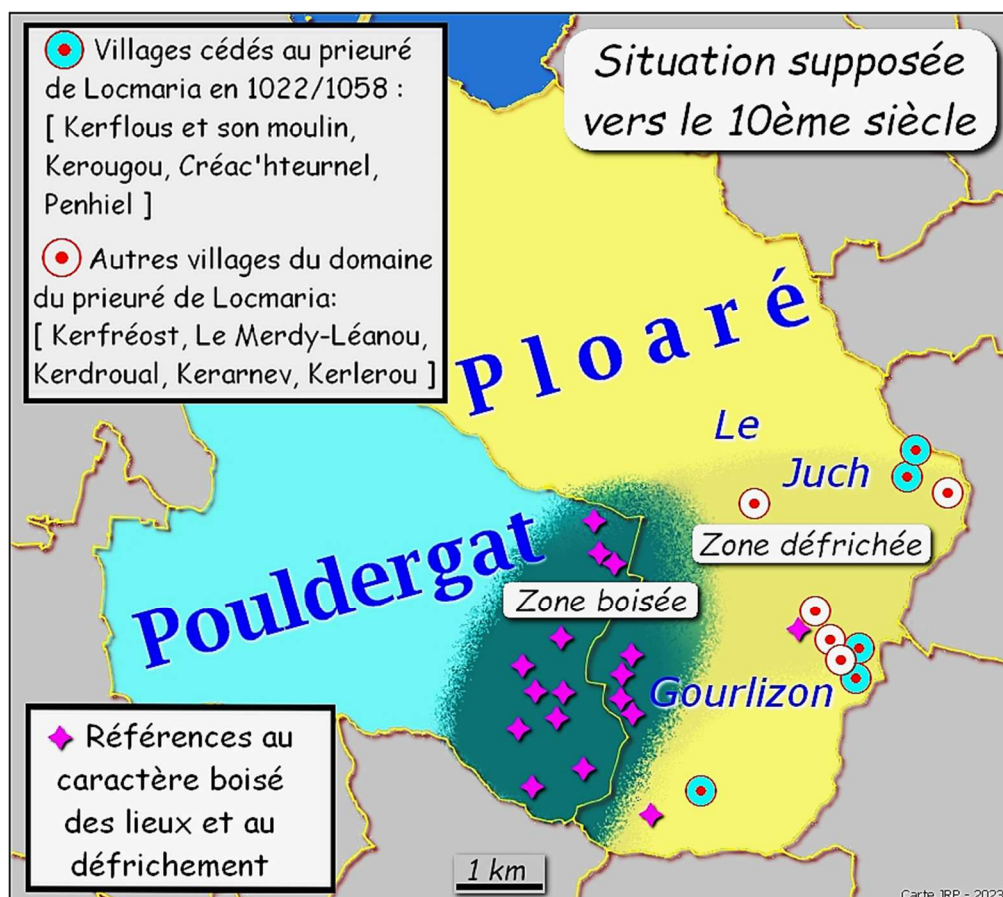 Villages cédés au prieuré
de Locmaria en 1022/1058 :
[ Kerflous et son moulin,
Kerougou, Créac'hteurnel,
Penhiel ]
Autres villages du domaine
du prieuré de Locmaria:
[ Kerfréost, Le Merdy-Léanou,
Kerdroual, Kerarnev, Kerlerou ]
Situation supposée
vers le 10ème siècle
Ploaré
Le
Juch
Zone défrichée
Pouldergat
Zone boisée
Gourlizon
Références au
caractère boisé
des lieux et au
défrichement
1 km
Carte JRP - 2023